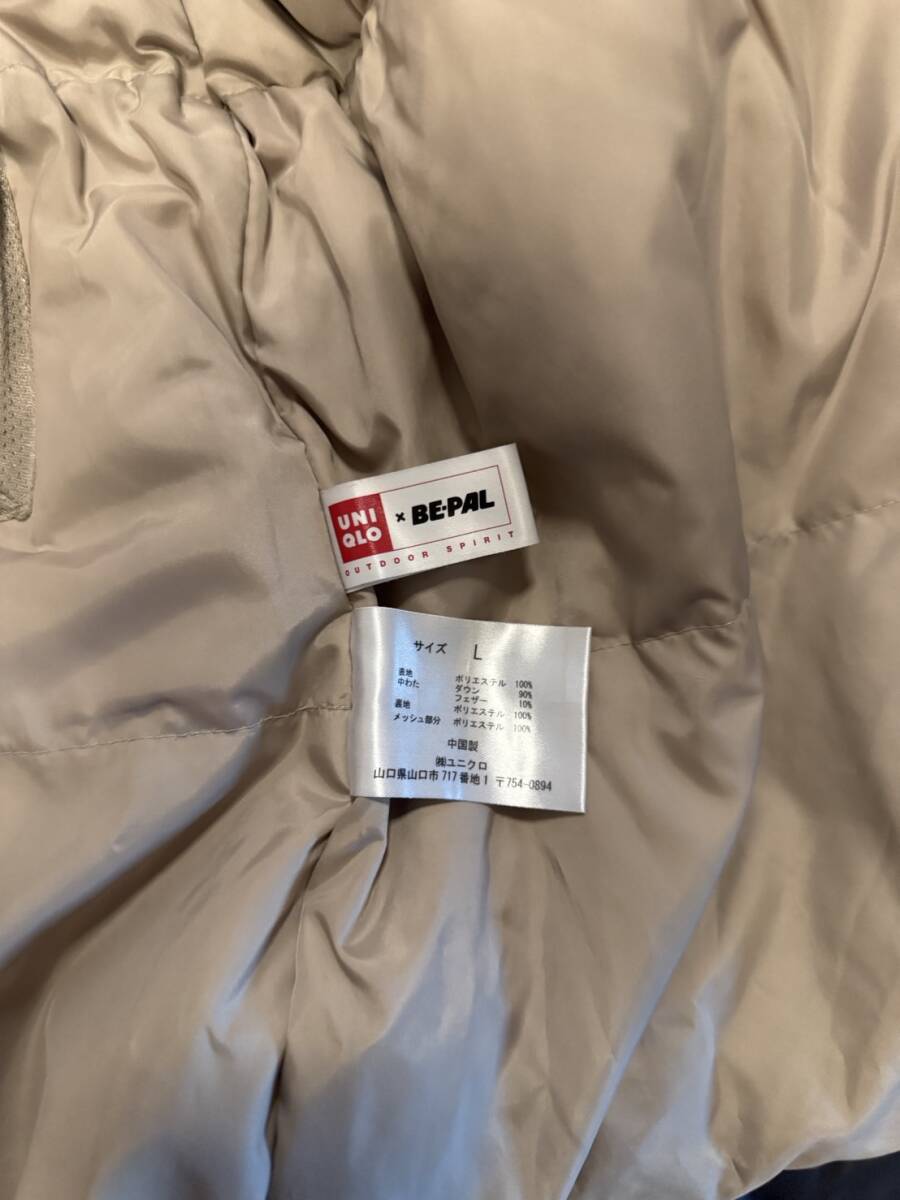 UNI
QLO × BE-PAL
OUTDOOR SPIRIT
サイズ L
表地 ポリエステル 100%
中わた ダウン 90%
フェザー 10%
裏地 ポリエステル 100%
メッシュ部分 ポリエステル 100%
中国製
㈱ユニクロ
山口県山口市717番地1 〒754-0894